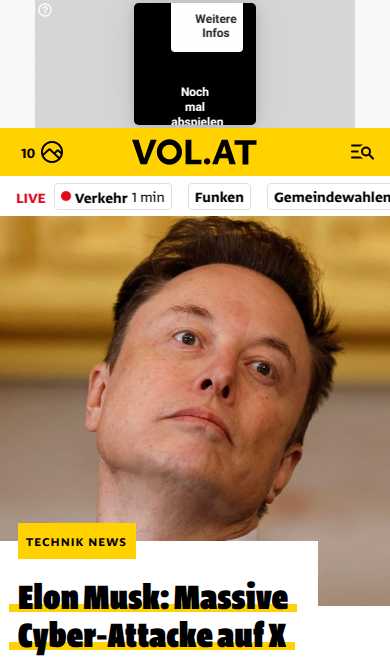 Weitere
Infos
Noch
mal
abspielen
10
VOL.AT
LIVE
Verkehr 1 min
Funken
Gemeindewahlen
TECHNIK NEWS
Elon Musk: Massive
Cyber-Attacke auf X